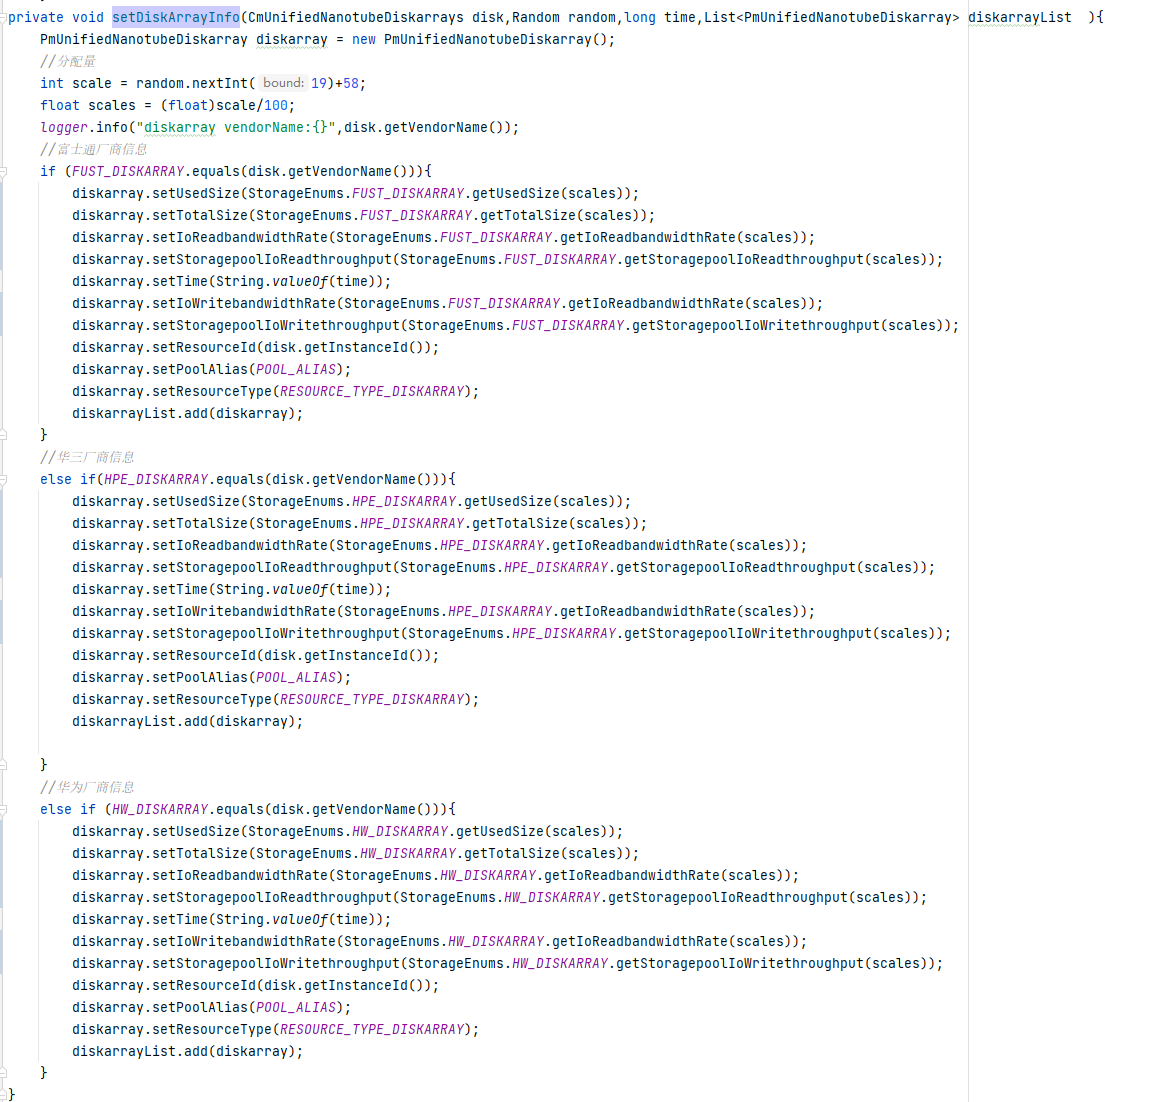 private void setDiskArrayInfo(CmUnifiedNanotubeDiskarrays disk,Random random,long time,List<PmUnifiedNanotubeDiskarray> diskarrayList  ){
    PmUnifiedNanotubeDiskarray diskarray = new PmUnifiedNanotubeDiskarray();
    //分配量
    int scale = random.nextInt( bound: 19)+58;
    float scales = (float)scale/100;
    logger.info("diskarray vendorName:{}",disk.getVendorName());
    //富士通厂商信息
    if (FUST_DISKARRAY.equals(disk.getVendorName())){
        diskarray.setUsedSize(StorageEnums.FUST_DISKARRAY.getUsedSize(scales));
        diskarray.setTotalSize(StorageEnums.FUST_DISKARRAY.getTotalSize(scales));
        diskarray.setIoReadbandwidthRate(StorageEnums.FUST_DISKARRAY.getIoReadbandwidthRate(scales));
        diskarray.setStoragepoolIoReadthroughput(StorageEnums.FUST_DISKARRAY.getStoragepoolIoReadthroughput(scales));
        diskarray.setTime(String.valueOf(time));
        diskarray.setIoWritebandwidthRate(StorageEnums.FUST_DISKARRAY.getIoReadbandwidthRate(scales));
        diskarray.setStoragepoolIoWritethroughput(StorageEnums.FUST_DISKARRAY.getStoragepoolIoWritethroughput(scales));
        diskarray.setResourceId(disk.getInstanceId());
        diskarray.setPoolAlias(POOL_ALIAS);
        diskarray.setResourceType(RESOURCE_TYPE_DISKARRAY);
        diskarrayList.add(diskarray);
    }
    //华三厂商信息
    else if(HPE_DISKARRAY.equals(disk.getVendorName())){
        diskarray.setUsedSize(StorageEnums.HPE_DISKARRAY.getUsedSize(scales));
        diskarray.setTotalSize(StorageEnums.HPE_DISKARRAY.getTotalSize(scales));
        diskarray.setIoReadbandwidthRate(StorageEnums.HPE_DISKARRAY.getIoReadbandwidthRate(scales));
        diskarray.setStoragepoolIoReadthroughput(StorageEnums.HPE_DISKARRAY.getStoragepoolIoReadthroughput(scales));
        diskarray.setTime(String.valueOf(time));
        diskarray.setIoWritebandwidthRate(StorageEnums.HPE_DISKARRAY.getIoReadbandwidthRate(scales));
        diskarray.setStoragepoolIoWritethroughput(StorageEnums.HPE_DISKARRAY.getStoragepoolIoWritethroughput(scales));
        diskarray.setResourceId(disk.getInstanceId());
        diskarray.setPoolAlias(POOL_ALIAS);
        diskarray.setResourceType(RESOURCE_TYPE_DISKARRAY);
        diskarrayList.add(diskarray);
    }
    //华为厂商信息
    else if (HW_DISKARRAY.equals(disk.getVendorName())){
        diskarray.setUsedSize(StorageEnums.HW_DISKARRAY.getUsedSize(scales));
        diskarray.setTotalSize(StorageEnums.HW_DISKARRAY.getTotalSize(scales));
        diskarray.setIoReadbandwidthRate(StorageEnums.HW_DISKARRAY.getIoReadbandwidthRate(scales));
        diskarray.setStoragepoolIoReadthroughput(StorageEnums.HW_DISKARRAY.getStoragepoolIoReadthroughput(scales));
        diskarray.setTime(String.valueOf(time));
        diskarray.setIoWritebandwidthRate(StorageEnums.HW_DISKARRAY.getIoReadbandwidthRate(scales));
        diskarray.setStoragepoolIoWritethroughput(StorageEnums.HW_DISKARRAY.getStoragepoolIoWritethroughput(scales));
        diskarray.setResourceId(disk.getInstanceId());
        diskarray.setPoolAlias(POOL_ALIAS);
        diskarray.setResourceType(RESOURCE_TYPE_DISKARRAY);
        diskarrayList.add(diskarray);
    }
}